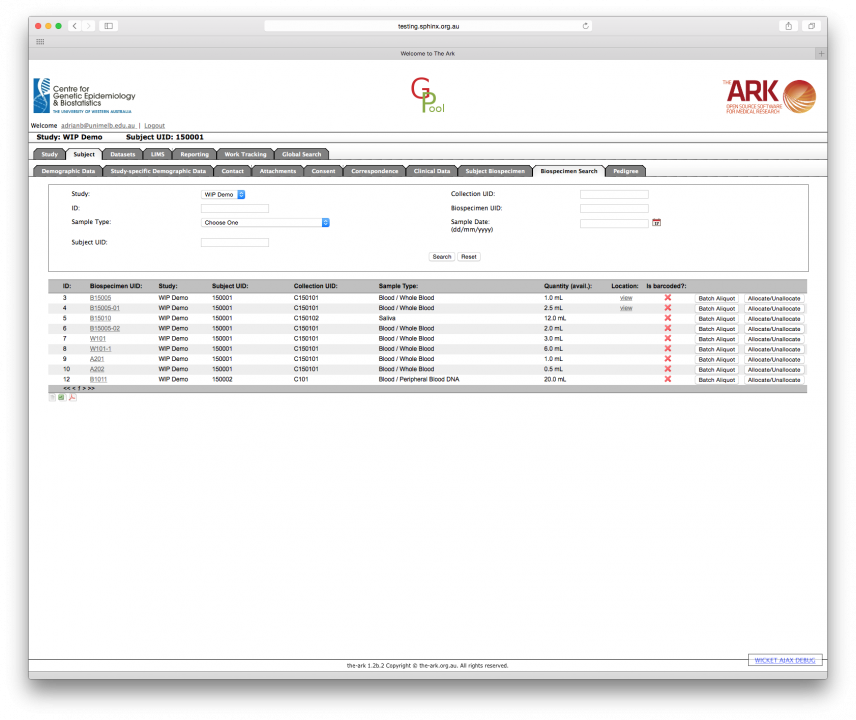 testing.sphinx.org.au
Welcome to The Ark
+
Centre for
Genetic Epidemiology
& Biostatistics
THE UNIVERSITY OF WESTERN AUSTRALIA
GPool
THE ARK
OPEN SOURCE SOFTWARE
FOR MEDICAL RESEARCH
Welcome adrianb@unimelb.edu.au | Logout
Study: WIP Demo Subject UID: 150001
Study Subject Datasets LIMS Reporting Work Tracking Global Search
Demographic Data Study-specific Demographic Data Contact Attachments Consent Correspondence Clinical Data Subject Biospecimen Biospecimen Search Pedigree
Study: WIP Demo Collection UID:
ID: Biospecimen UID:
Sample Type: Choose One Sample Date:
(dd/mm/yyyy)
Subject UID:
Search Reset
ID: Biospecimen UID: Study: Subject UID: Collection UID: Sample Type: Quantity (avail.): Location: Is barcoded?:
3 B15005 WIP Demo 150001 C150101 Blood / Whole Blood 1.0 mL view Batch Aliquot Allocate/Unallocate
4 B15005-01 WIP Demo 150001 C150101 Blood / Whole Blood 2.5 mL view Batch Aliquot Allocate/Unallocate
5 B15010 WIP Demo 150001 C150102 Saliva 12.0 mL Batch Aliquot Allocate/Unallocate
6 B15005-02 WIP Demo 150001 C150101 Blood / Whole Blood 2.0 mL Batch Aliquot Allocate/Unallocate
7 W101 WIP Demo 150001 C150101 Blood / Whole Blood 3.0 mL Batch Aliquot Allocate/Unallocate
8 W101-1 WIP Demo 150001 C150101 Blood / Whole Blood 6.0 mL Batch Aliquot Allocate/Unallocate
9 A201 WIP Demo 150001 C150101 Blood / Whole Blood 1.0 mL Batch Aliquot Allocate/Unallocate
10 A202 WIP Demo 150001 C150101 Blood / Whole Blood 0.5 mL Batch Aliquot Allocate/Unallocate
12 B1011 WIP Demo 150002 C101 Blood / Peripheral Blood DNA 20.0 mL Batch Aliquot Allocate/Unallocate
<< < 1 > >>
the-ark 1.2b.2 Copyright © the-ark.org.au. All rights reserved.
WICKET AJAX DEBUG